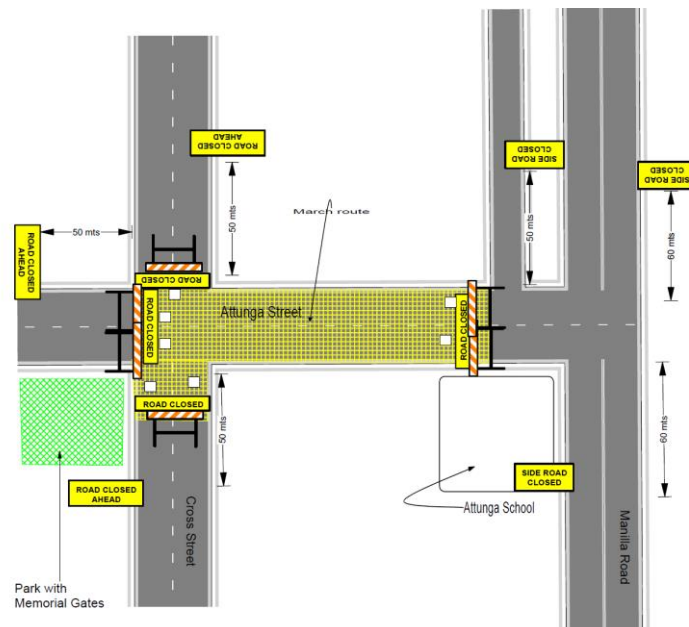 ROAD CLOSED
AHEAD
SIDE ROAD
CLOSED
SIDE ROAD
CLOSED
50 mts
ROAD CLOSED
AHEAD
50 mts
50 mts
60 mts
March route
ROAD CLOSED
ROAD CLOSED
Attunga Street
ROAD CLOSED
ROAD CLOSED
50 mts
60 mts
ROAD CLOSED
AHEAD
SIDE ROAD
CLOSED
Attunga School
Cross Street
Manilla Road
Park with
Memorial Gates